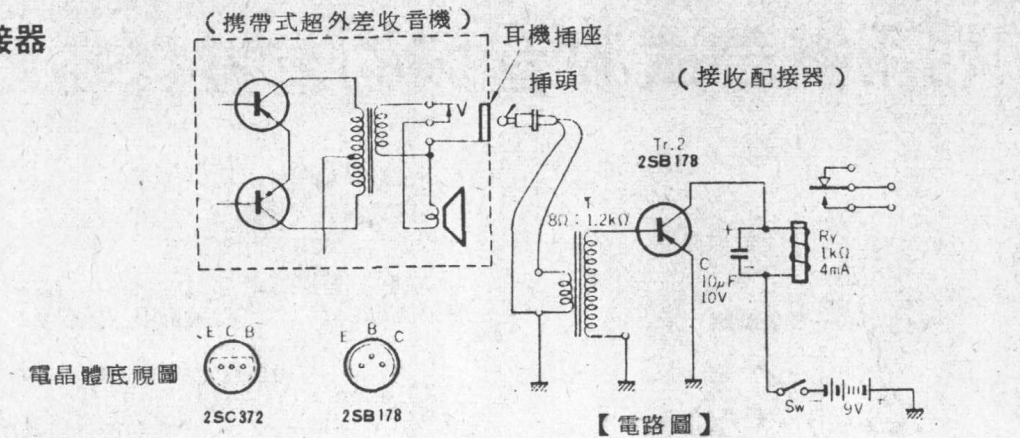 接器
(攜帶式超外差收音機)
耳機插座
插頭
(接收配接器)
V
Tr.2
2SB178
T
8Ω:1.2kΩ
+
C
10μF
10V
Ry
1kΩ
4mA
E C B
E B C
電晶體底視圖
2SC372
2SB178
Sw
9V
【電路圖】